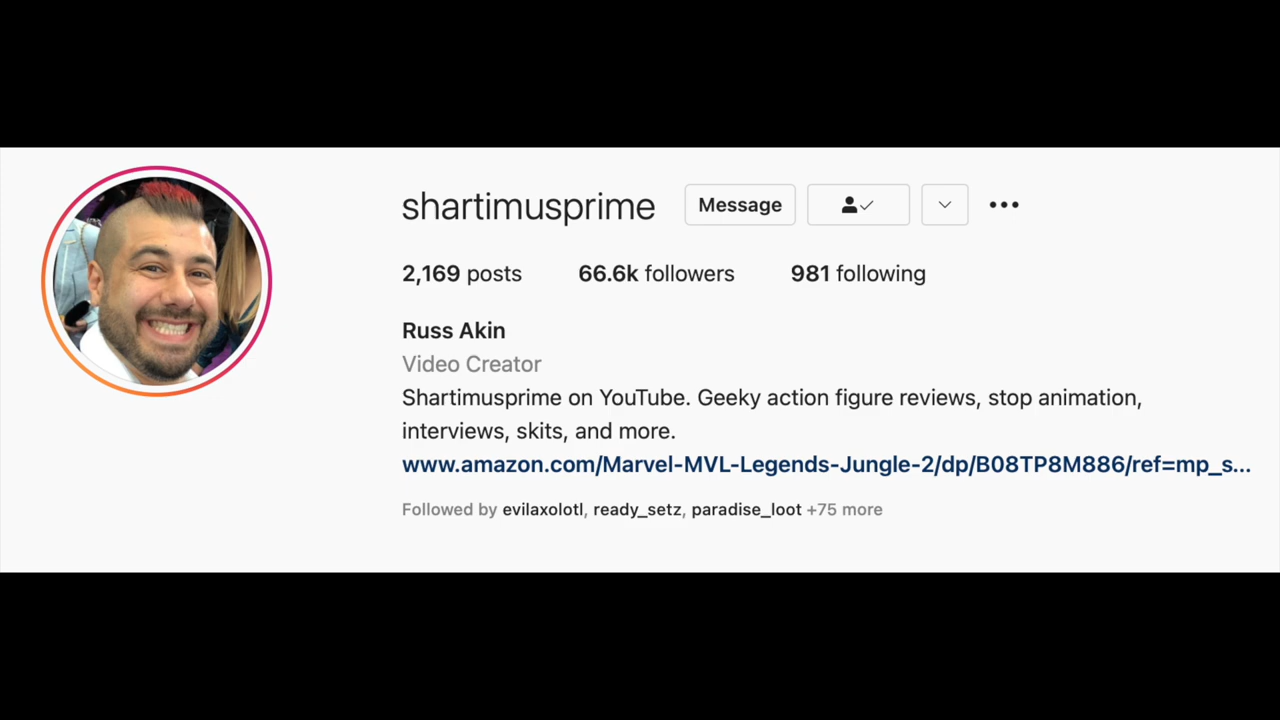 shartimusprime Message
2,169 posts 66.6k followers 981 following
Russ Akin
Video Creator
Shartimusprime on YouTube. Geeky action figure reviews, stop animation,
interviews, skits, and more.
www.amazon.com/Marvel-MVL-Legends-Jungle-2/dp/B08TP8M886/ref=mp_s...
Followed by evilaxolotl, ready_setz, paradise_loot +75 more